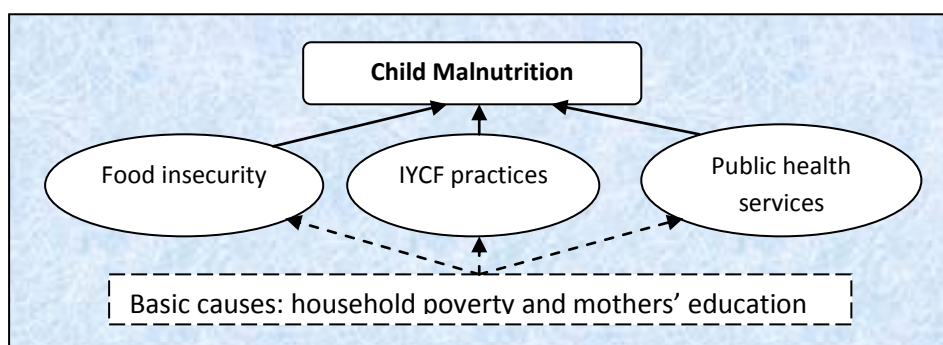 Child Malnutrition
Food insecurity
IYCF practices
Public health
services
Basic causes: household poverty and mothers’ education